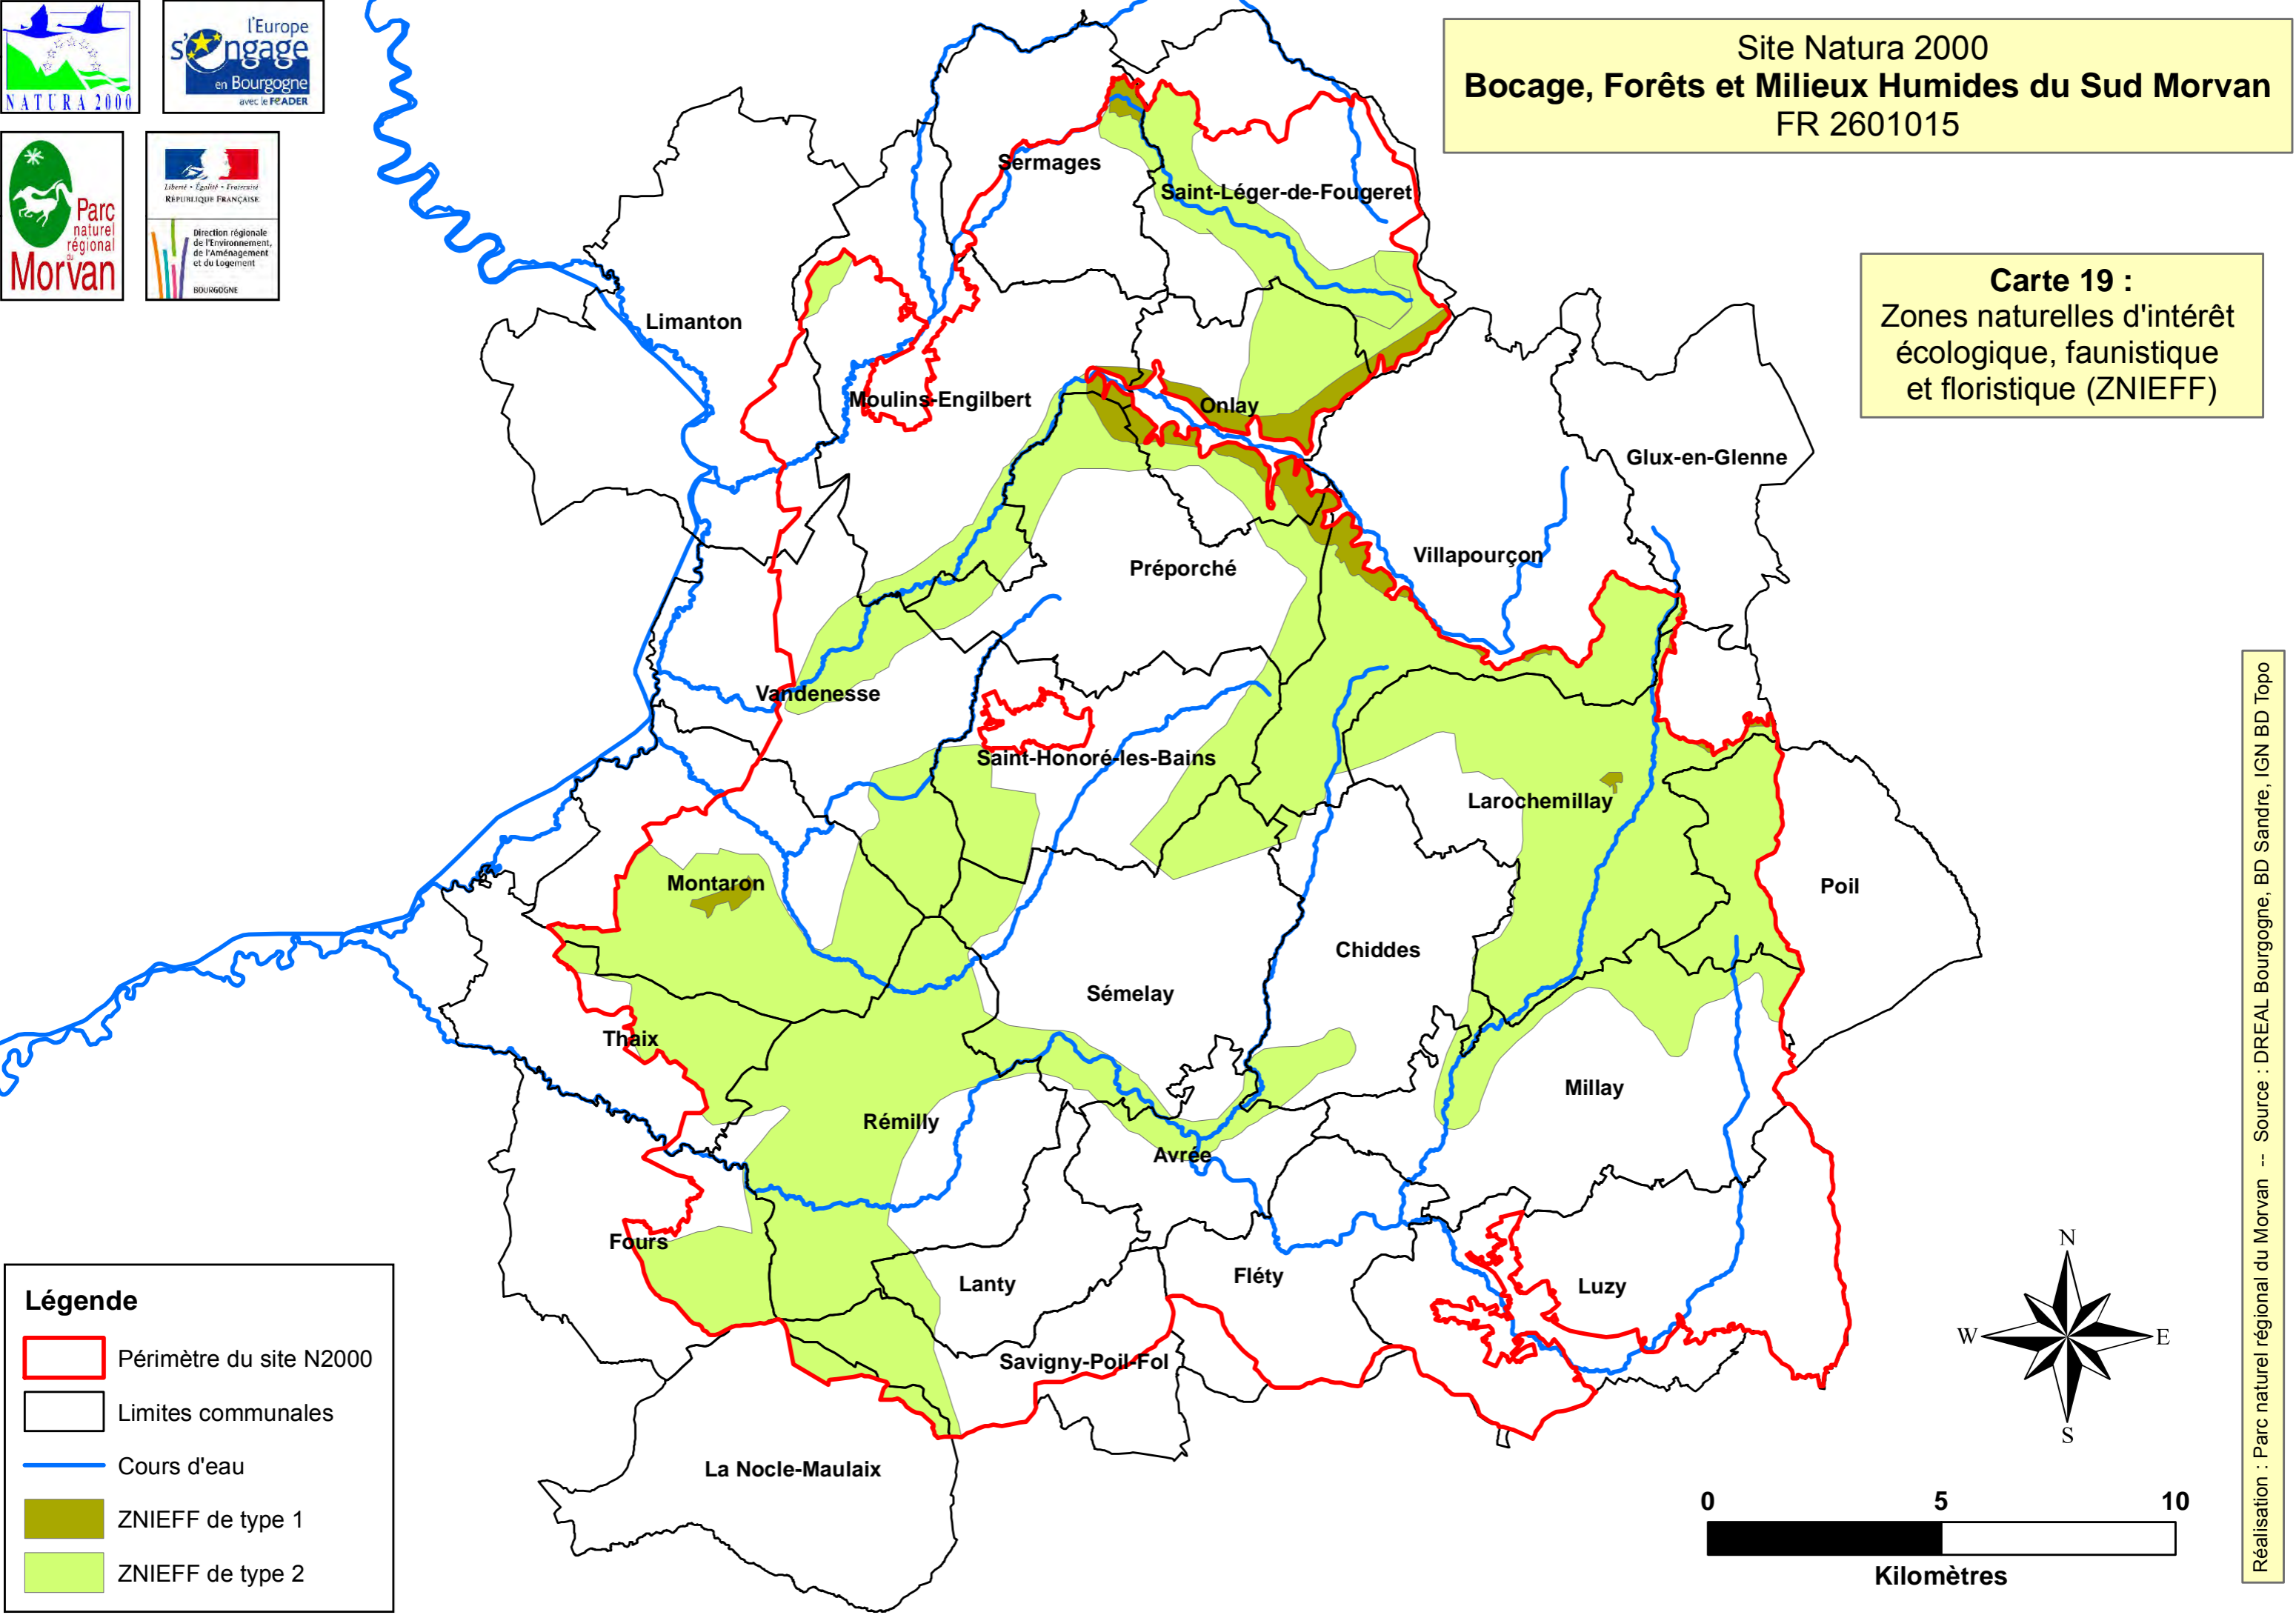 NATURA 2000
l'Europe
s'engage
en Bourgogne
avec le FEADER
Parc
naturel
régional
du
Morvan
Liberté • Égalité • Fraternité
RÉPUBLIQUE FRANÇAISE
Direction régionale
de l'Environnement,
de l'Aménagement
et du Logement
BOURGOGNE
Site Natura 2000
Bocage, Forêts et Milieux Humides du Sud Morvan
FR 2601015
Carte 19 :
Zones naturelles d'intérêt
écologique, faunistique
et floristique (ZNIEFF)
Sermages
Saint-Léger-de-Fougeret
Limanton
Moulins-Engilbert
Onlay
Glux-en-Glenne
Villapourçon
Préporché
Vandenesse
Saint-Honoré-les-Bains
Larochemillay
Montaron
Poil
Chiddes
Sémelay
Thaix
Millay
Rémilly
Avrée
Fours
Fléty
Lanty
Luzy
Savigny-Poil-Fol
La Nocle-Maulaix
Légende
Périmètre du site N2000
Limites communales
Cours d'eau
ZNIEFF de type 1
ZNIEFF de type 2
N
W
E
S
0 5 10
Kilomètres
Réalisation : Parc naturel régional du Morvan -- Source : DREAL Bourgogne, BD Sandre, IGN BD Topo